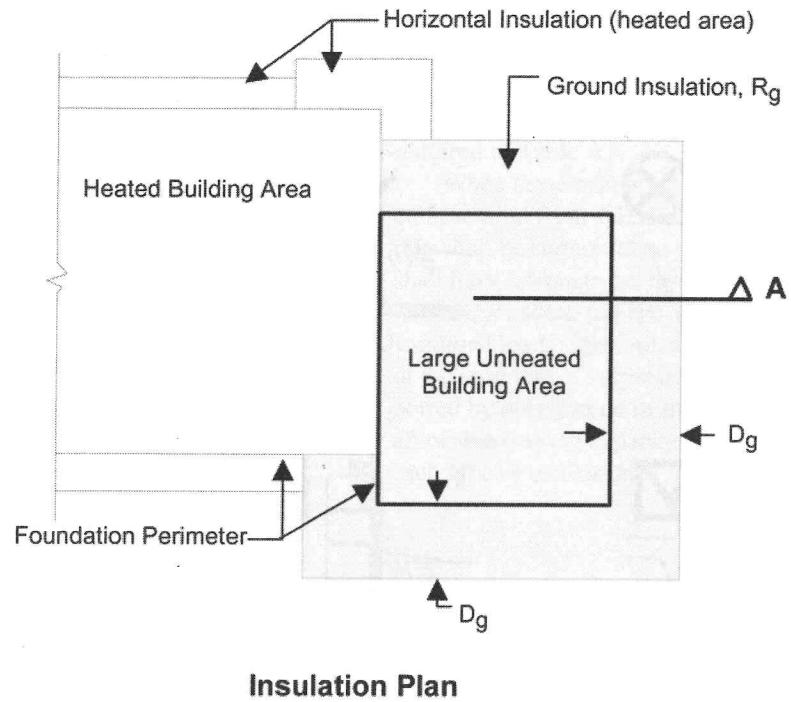 Horizontal Insulation (heated area)
Ground Insulation, Rg
Heated Building Area
A
Large Unheated
Building Area
Dg
Foundation Perimeter
Dg
Insulation Plan